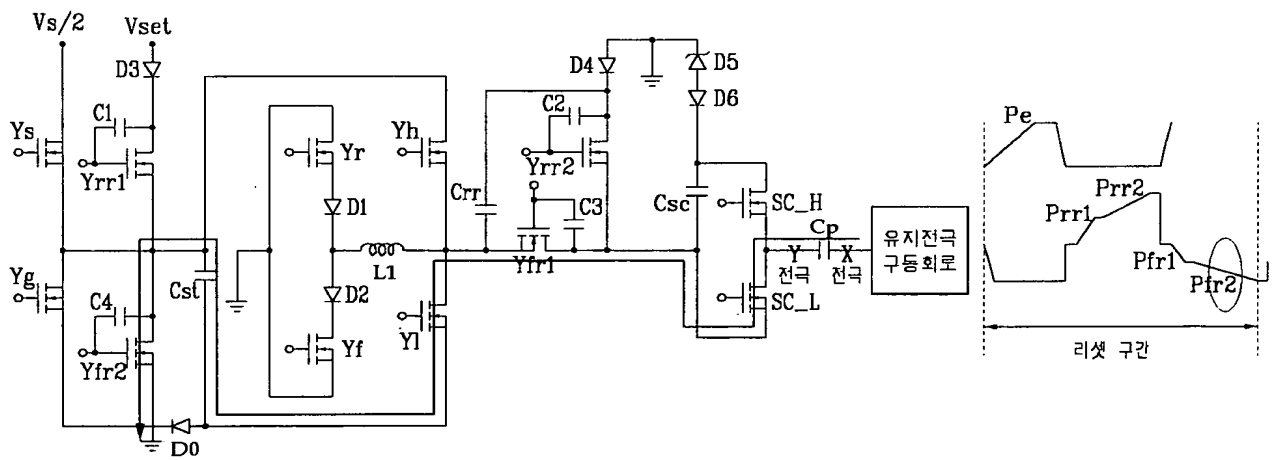 Vs/2
Vset
D3
C1
Ys
Yrr1
Yg
C4
Yfr2
Cst
D0
Yr
D1
L1
D2
Yf
Yh
Yl
Crr
D4
C2
Yrr2
C3
Yfr1
D5
D6
Csc
SC_H
Cp
Y
전극
X
전극
SC_L
유지전극
구동회로
Pe
Prr2
Prr1
Pfr1
Pfr2
리셋 구간